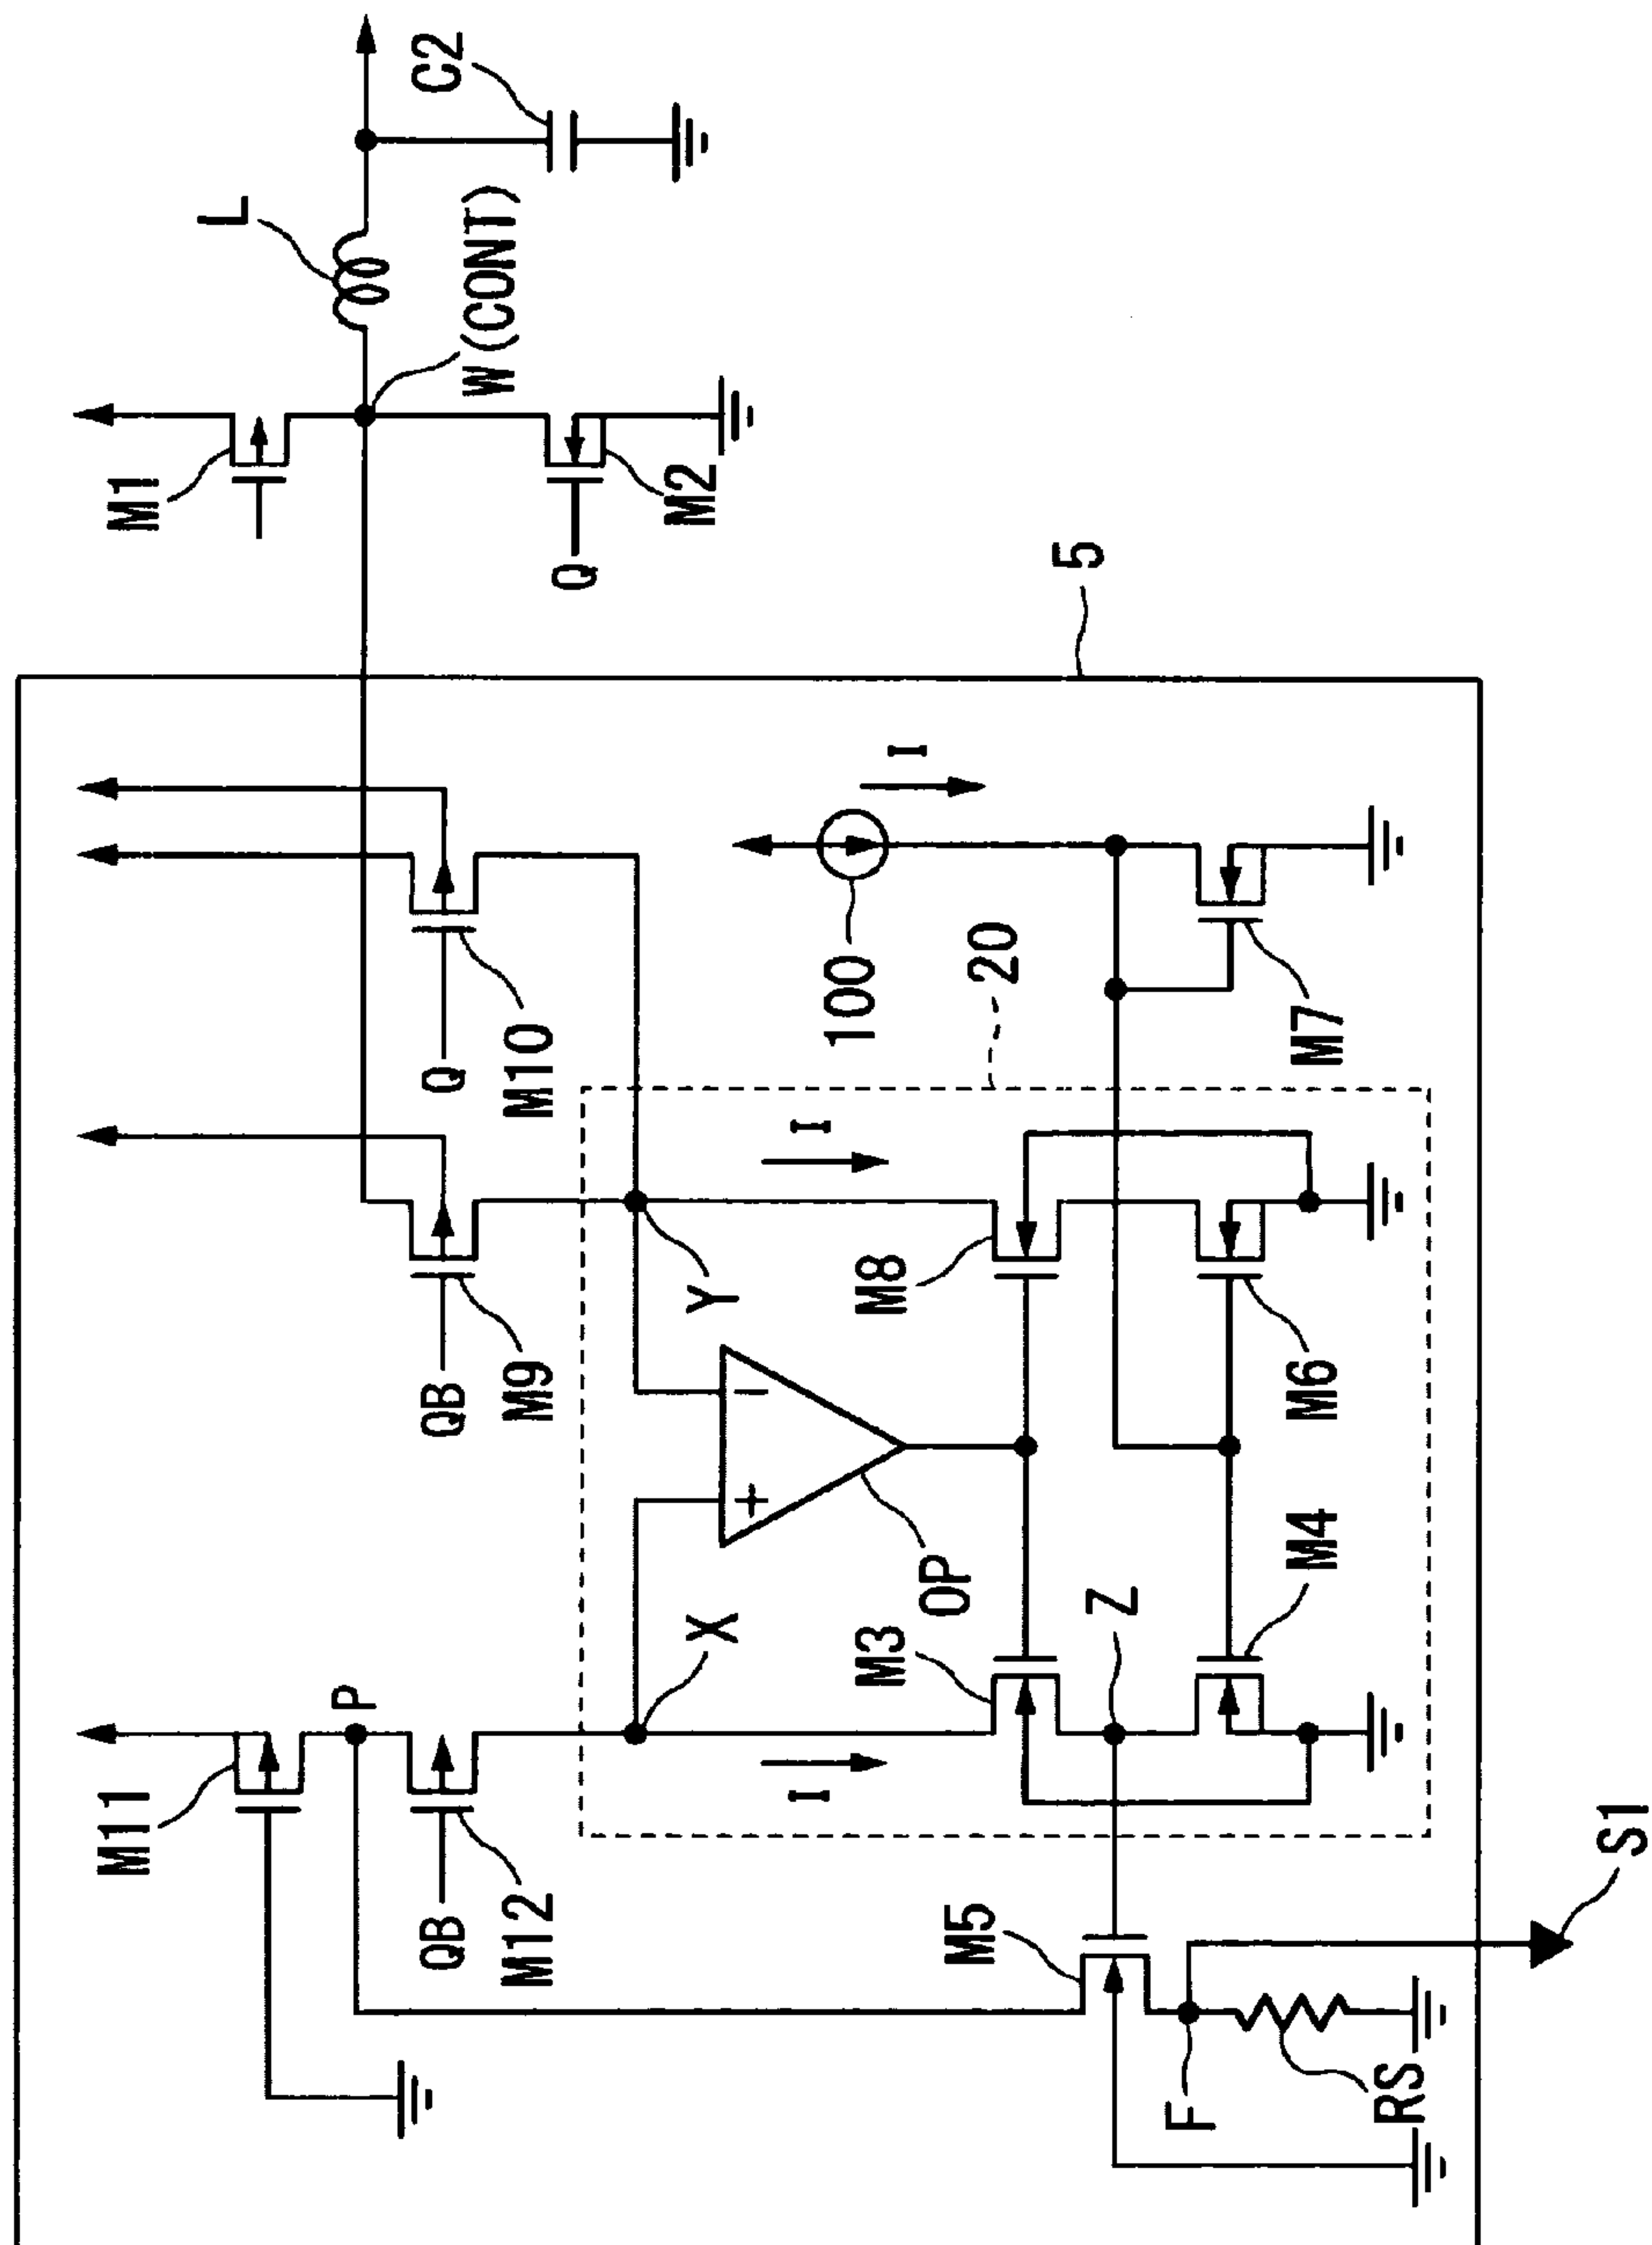 M11
P
QB
M12
X
I
M3
M4
Z
M5
F
RS
S1
OP
+
−
QB
M9
Y
Q
M10
I
M8
M6
20
100
I
M7
5
M1
Q
M2
W(CONT)
L
C2